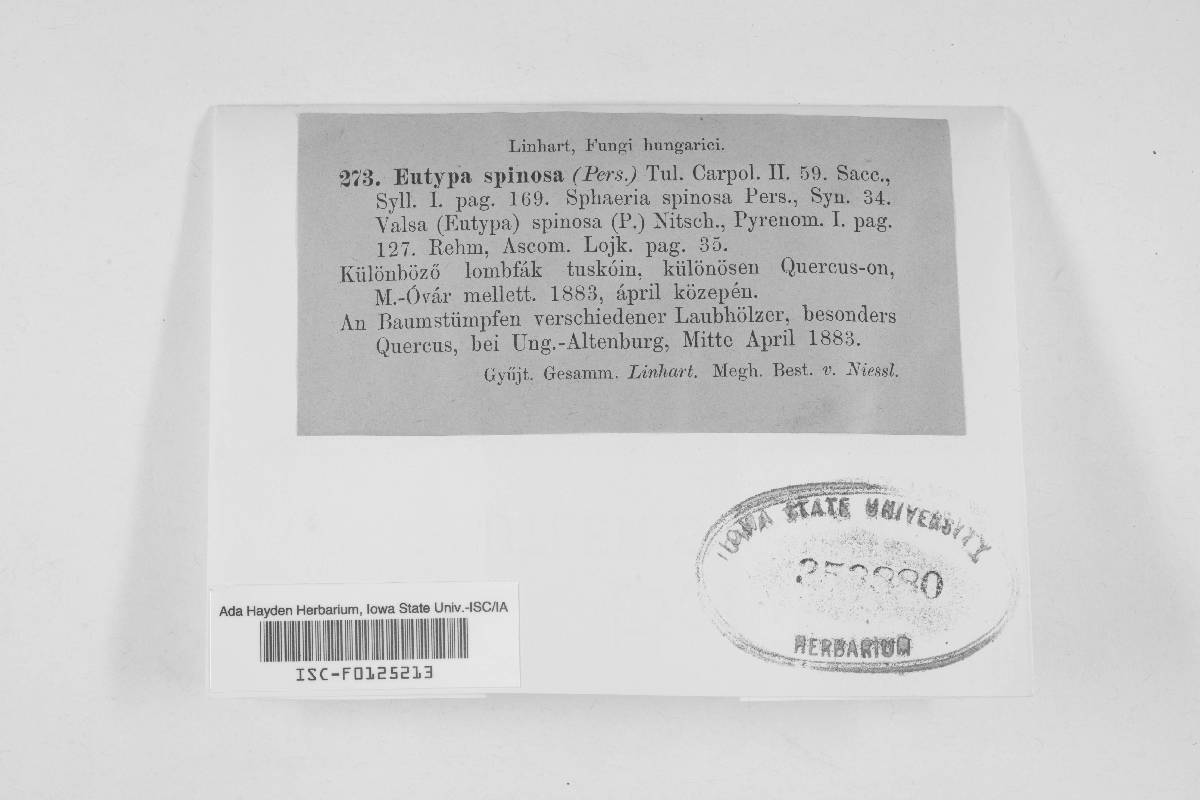 Linhart, Fungi hungarici.
273. Eutypa spinosa (Pers.) Tul. Carpol. II. 59. Sacc.,
Syll. I. pag. 169. Sphaeria spinosa Pers., Syn. 34.
Valsa (Eutypa) spinosa (P.) Nitsch., Pyrenom. I. pag.
127. Rehm, Ascom. Lojk. pag. 35.
Különböző lombfák tuskóin, különösen Quercus-on,
M.-Óvár mellett. 1883, ápril közepén.
An Baumstümpfen verschiedener Laubhölzer, besonders
Quercus, bei Ung.-Altenburg, Mitte April 1883.
Gyűjt. Gesamm. Linhart. Megh. Best. v. Niessl.
IOWA STATE UNIVERSITY
HERBARIUM
Ada Hayden Herbarium, Iowa State Univ.-ISC/IA
ISC-F0125213